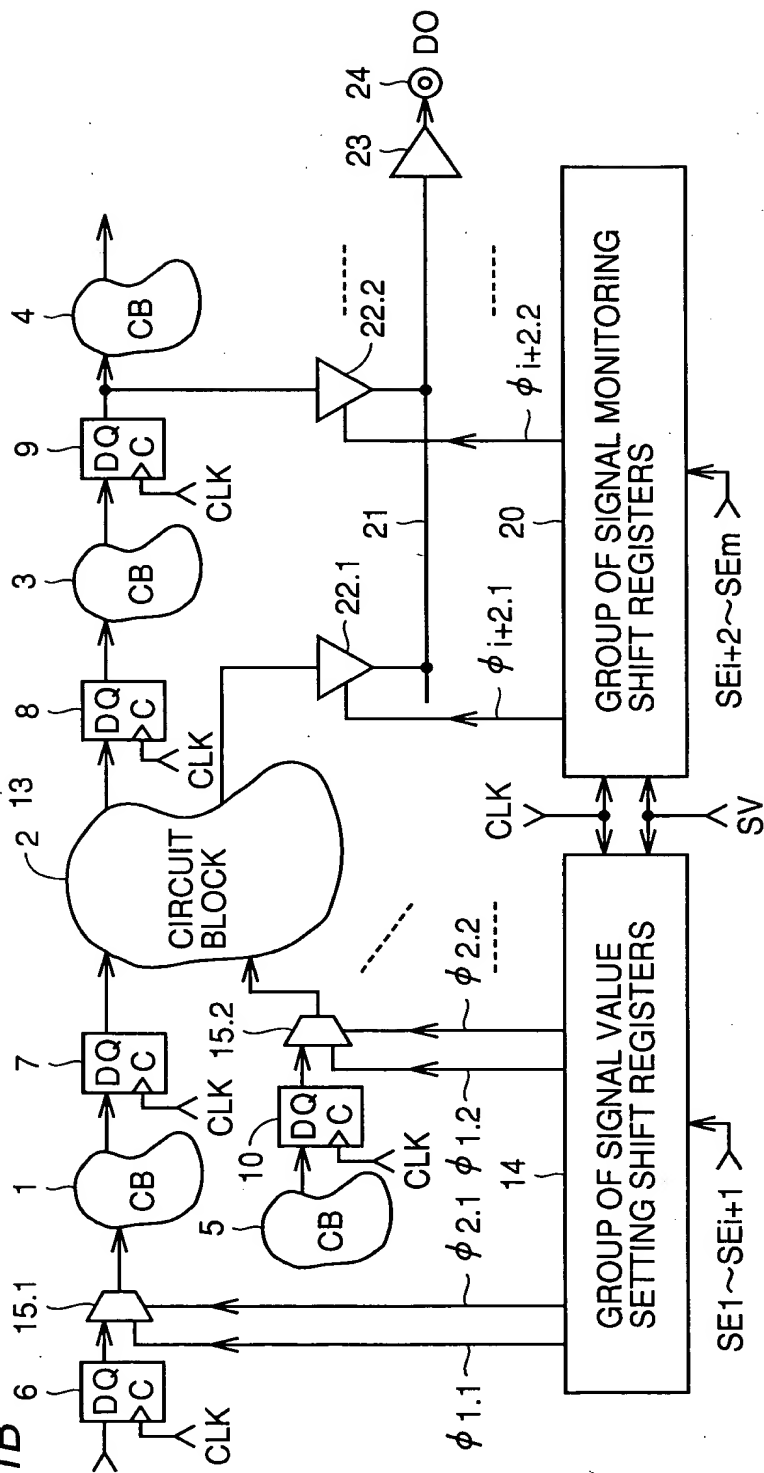 1B
6
DQ
C
CLK
15.1
1
CB
7
DQ
C
CLK
2
13
CIRCUIT
BLOCK
8
DQ
C
CLK
3
CB
9
DQ
C
CLK
4
CB
5
CB
10
DQ
C
CLK
15.2
22.1
22.2
21
23
24
DO
ϕ1.1
ϕ2.1
ϕ1.2
ϕ2.2
ϕi+2.1
ϕi+2.2
14
GROUP OF SIGNAL VALUE
SETTING SHIFT REGISTERS
SE1~SEi+1
CLK
SV
20
GROUP OF SIGNAL MONITORING
SHIFT REGISTERS
SEi+2~SEm